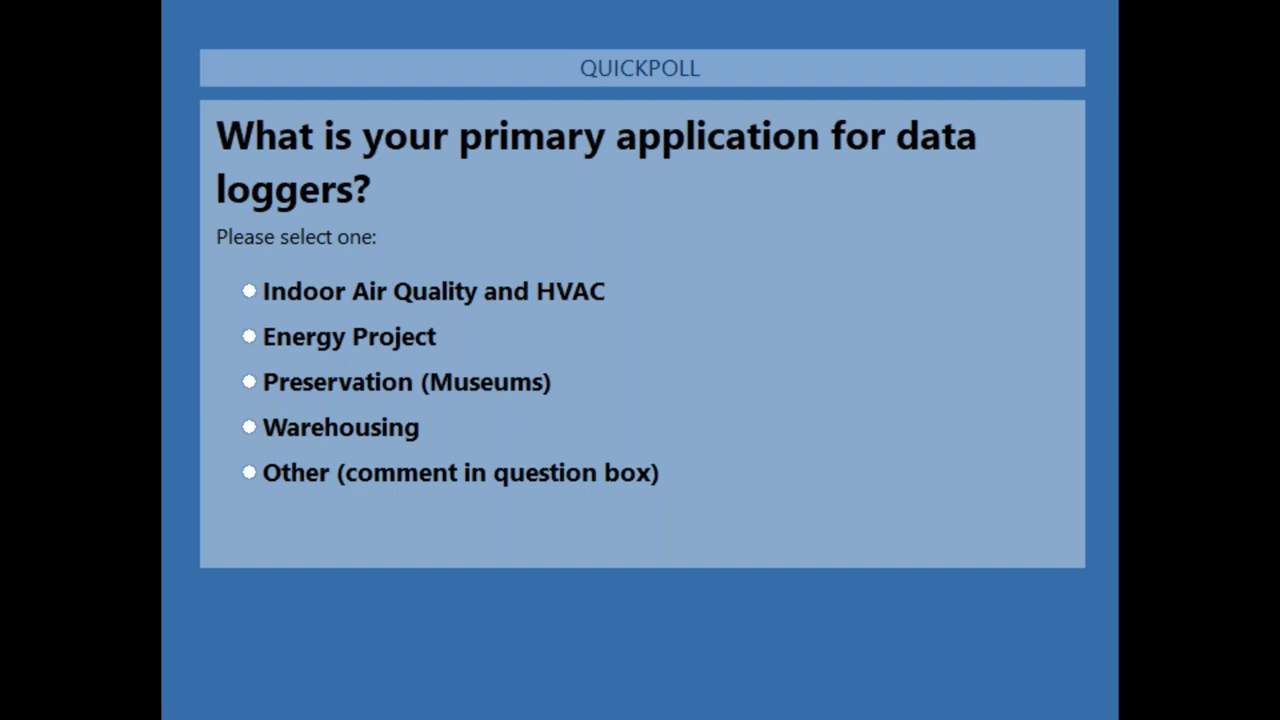 QUICKPOLL
What is your primary application for data
loggers?
Please select one:
Indoor Air Quality and HVAC
Energy Project
Preservation (Museums)
Warehousing
Other (comment in question box)